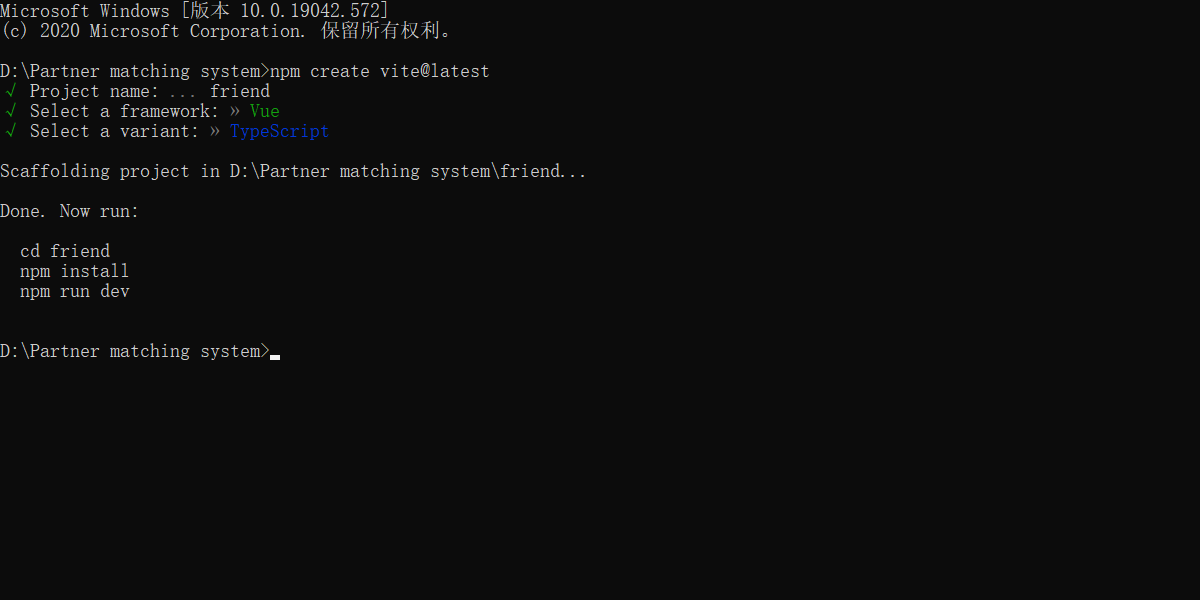 Microsoft Windows [版本 10.0.19042.572]
(c) 2020 Microsoft Corporation. 保留所有权利。
D:\Partner matching system>npm create vite@latest
√ Project name: ... friend
√ Select a framework: » Vue
√ Select a variant: » TypeScript
Scaffolding project in D:\Partner matching system\friend...
Done. Now run:
cd friend
npm install
npm run dev
D:\Partner matching system>